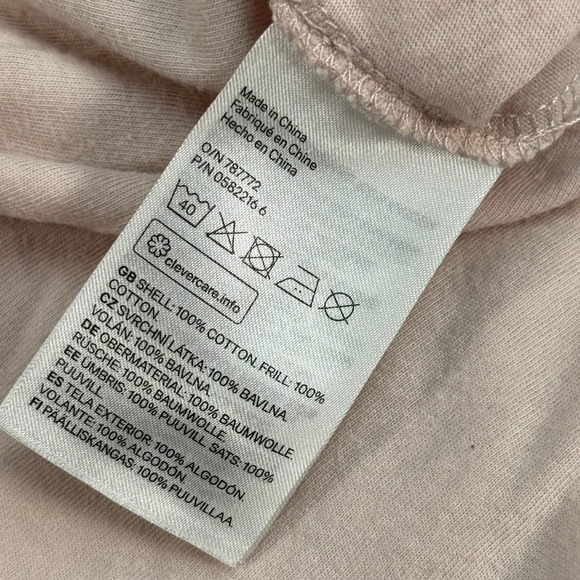 Made in China
Fabriqué en Chine
Hecho en China
O/N 787772
P/N 0582216 6
40
clevercare.info
GB SHELL: 100% COTTON. FRILL: 100%
COTTON.
CZ SVRCHNI LÁTKA: 100% BAVLNA.
VOLÁN: 100% BAVLNA.
DE OBERMATERIAL: 100% BAUMWOLLE.
RÜSCHE: 100% BAUMWOLLE.
EE ÜMBRIS: 100% PUUVILL. SATS: 100%
PUUVILL.
ES TELA EXTERIOR: 100% ALGODÓN.
VOLANTE: 100% ALGODÓN.
FI PÄÄLLISKANGAS: 100% PUUVILLAA.